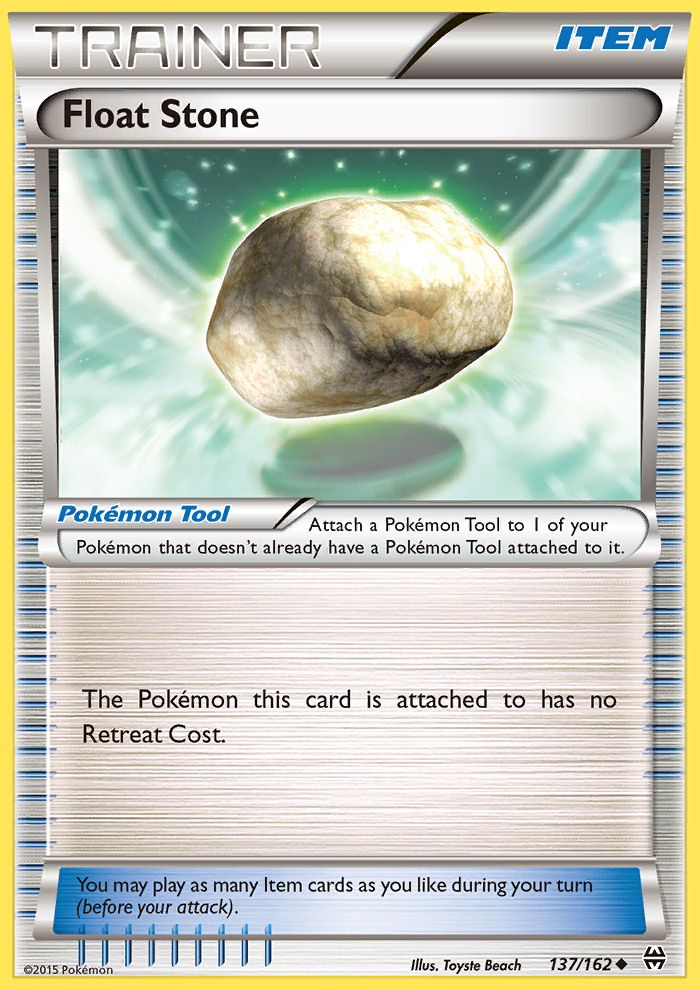 TRAINER
ITEM
Float Stone
Pokémon Tool
Attach a Pokémon Tool to 1 of your
Pokémon that doesn't already have a Pokémon Tool attached to it.
The Pokémon this card is attached to has no
Retreat Cost.
You may play as many Item cards as you like during your turn
(before your attack).
©2015 Pokémon
Illus. Toyste Beach
137/162